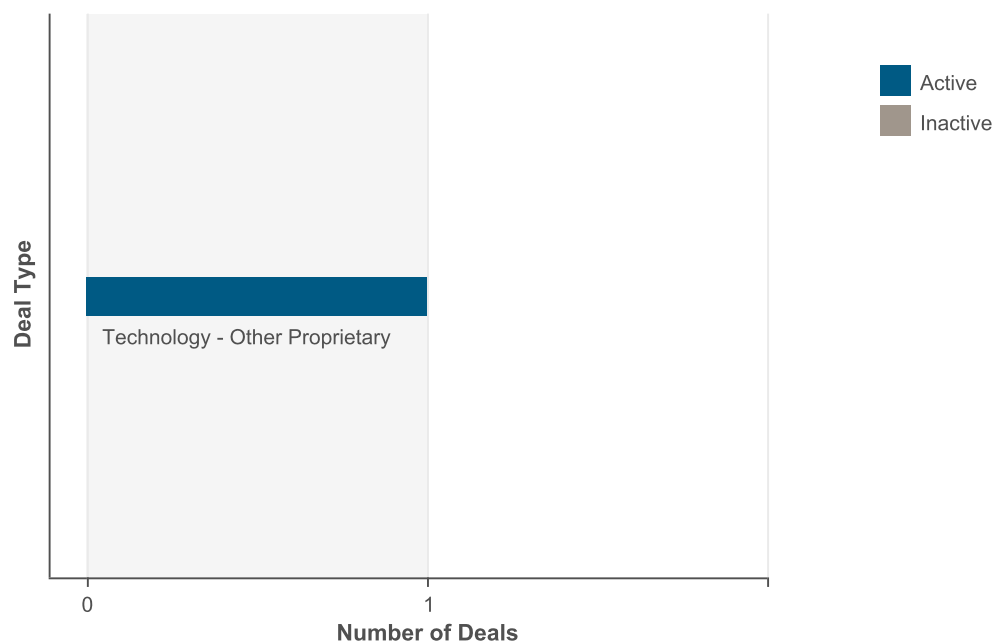 Active
Inactive
Deal Type
Technology - Other Proprietary
0
1
Number of Deals